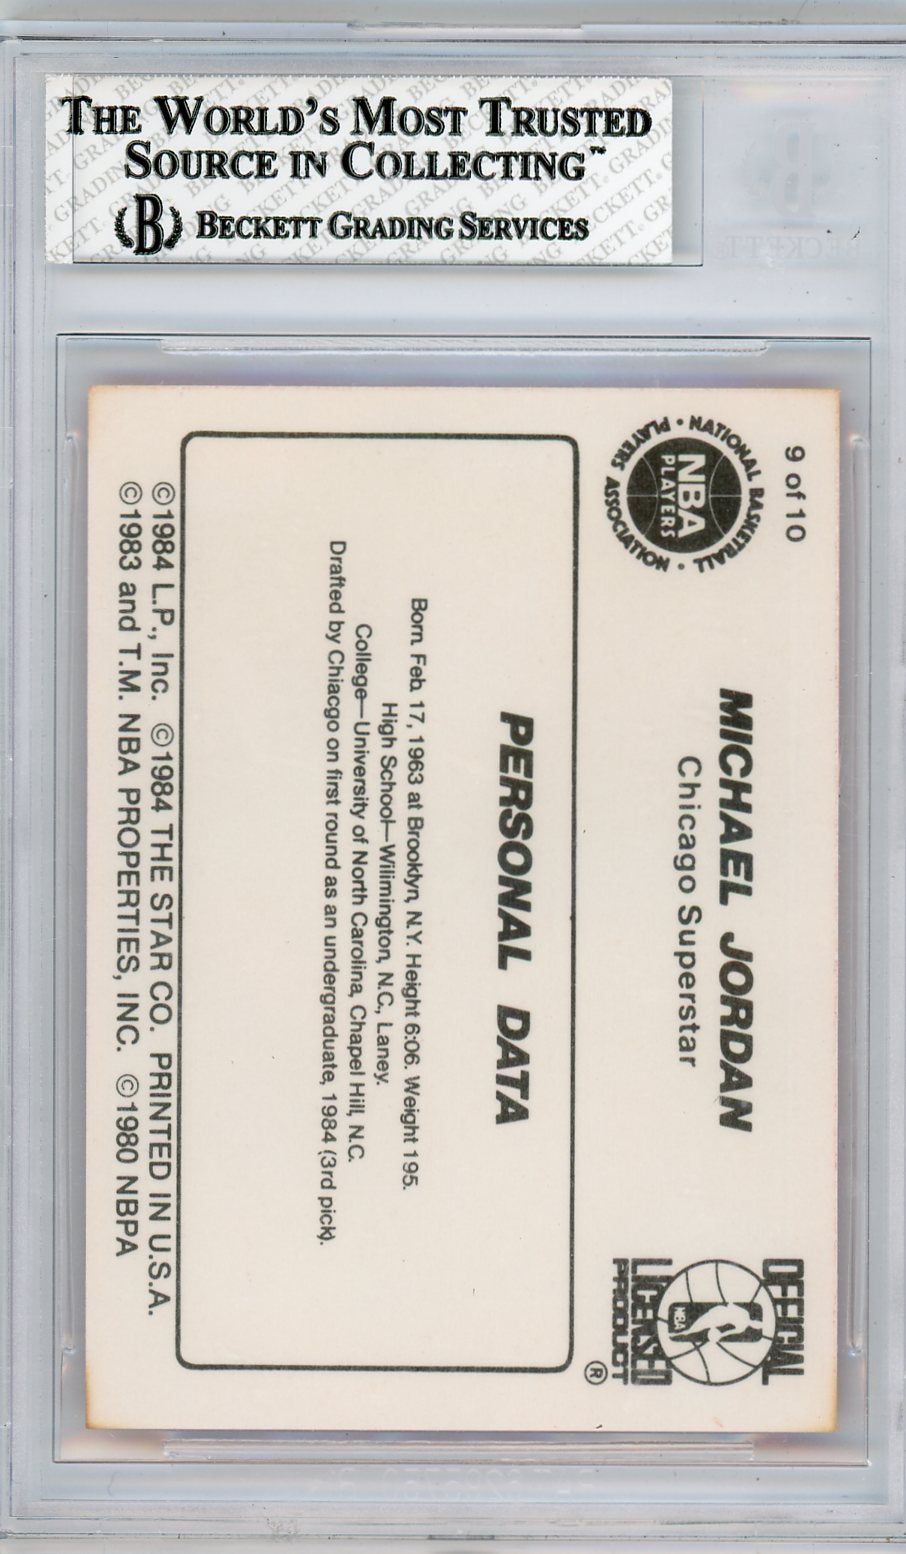 THE WORLD'S MOST TRUSTED
SOURCE IN COLLECTING™
B BECKETT GRADING SERVICES
BECKETT
9 of 10
NATIONAL BASKETBALL
PLAYERS ASSOCIATION
NBA
PLAYERS
MICHAEL JORDAN
Chicago Superstar
OFFICIAL
NBA
LICENSED
PRODUCT
®
PERSONAL DATA
Born Feb. 17, 1963 at Brooklyn, N.Y. Height 6:06. Weight 195.
High School—Wilimington, N.C., Laney.
College—University of North Carolina, Chapel Hill, N.C.
Drafted by Chiacgo on first round as an undergraduate, 1984 (3rd pick).
©1984 L.P., Inc. ©1984 THE STAR CO. PRINTED IN U.S.A.
©1983 and T.M. NBA PROPERTIES, INC. ©1980 NBPA